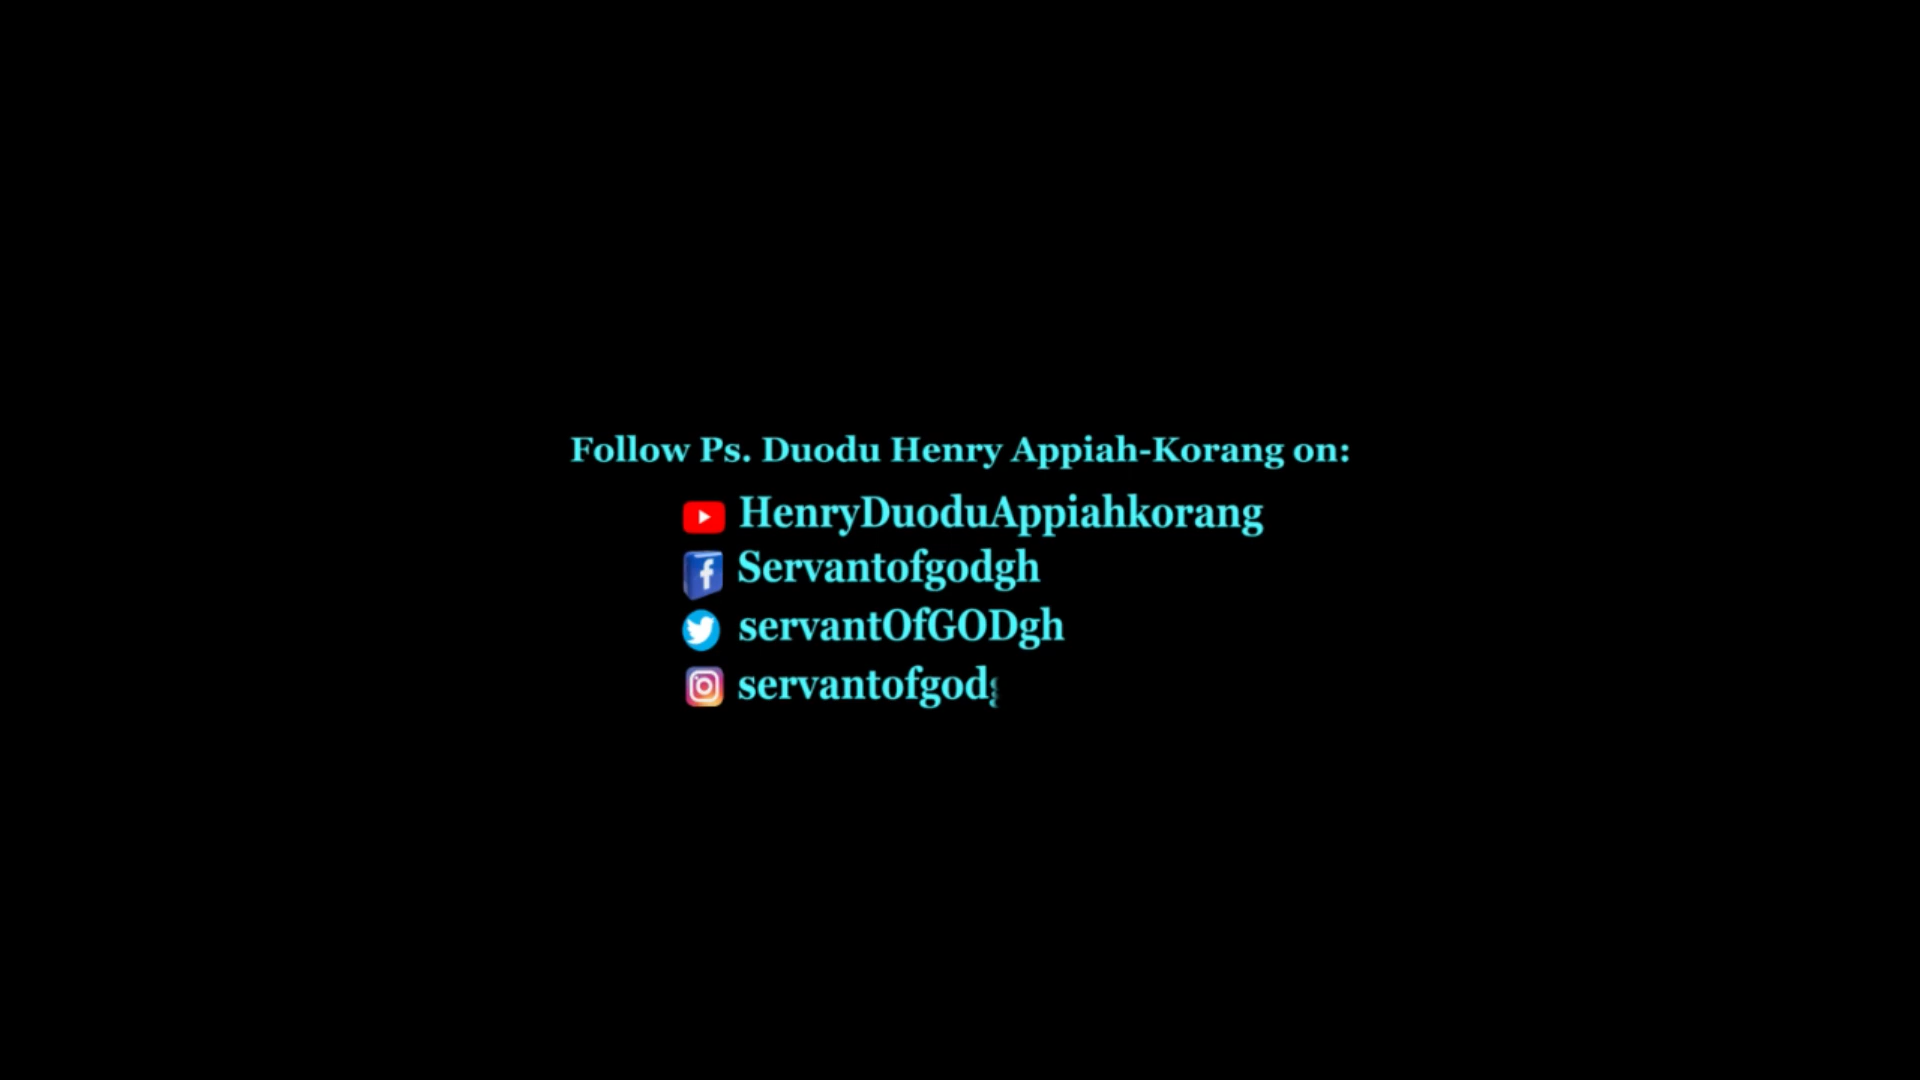 Follow Ps. Duodu Henry Appiah-Korang on:
HenryDuoduAppiahkorang
Servantofgodgh
servantOfGODgh
servantofgod